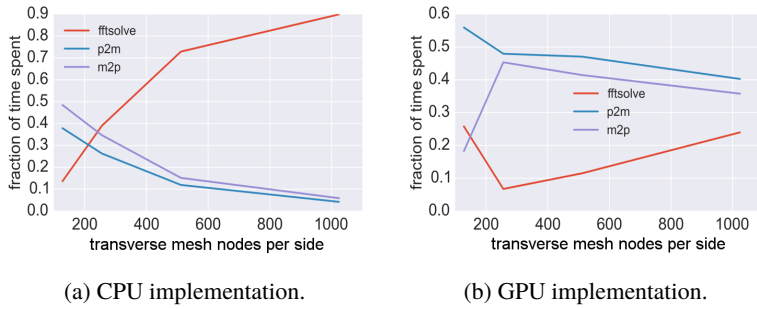 0.9
0.8
0.7
0.6
0.5
0.4
0.3
0.2
0.1
0.0
fraction of time spent
fftsolve
p2m
m2p
200 400 600 800 1000
transverse mesh nodes per side
(a) CPU implementation.
0.6
0.5
0.4
0.3
0.2
0.1
0.0
fraction of time spent
fftsolve
p2m
m2p
200 400 600 800 1000
transverse mesh nodes per side
(b) GPU implementation.